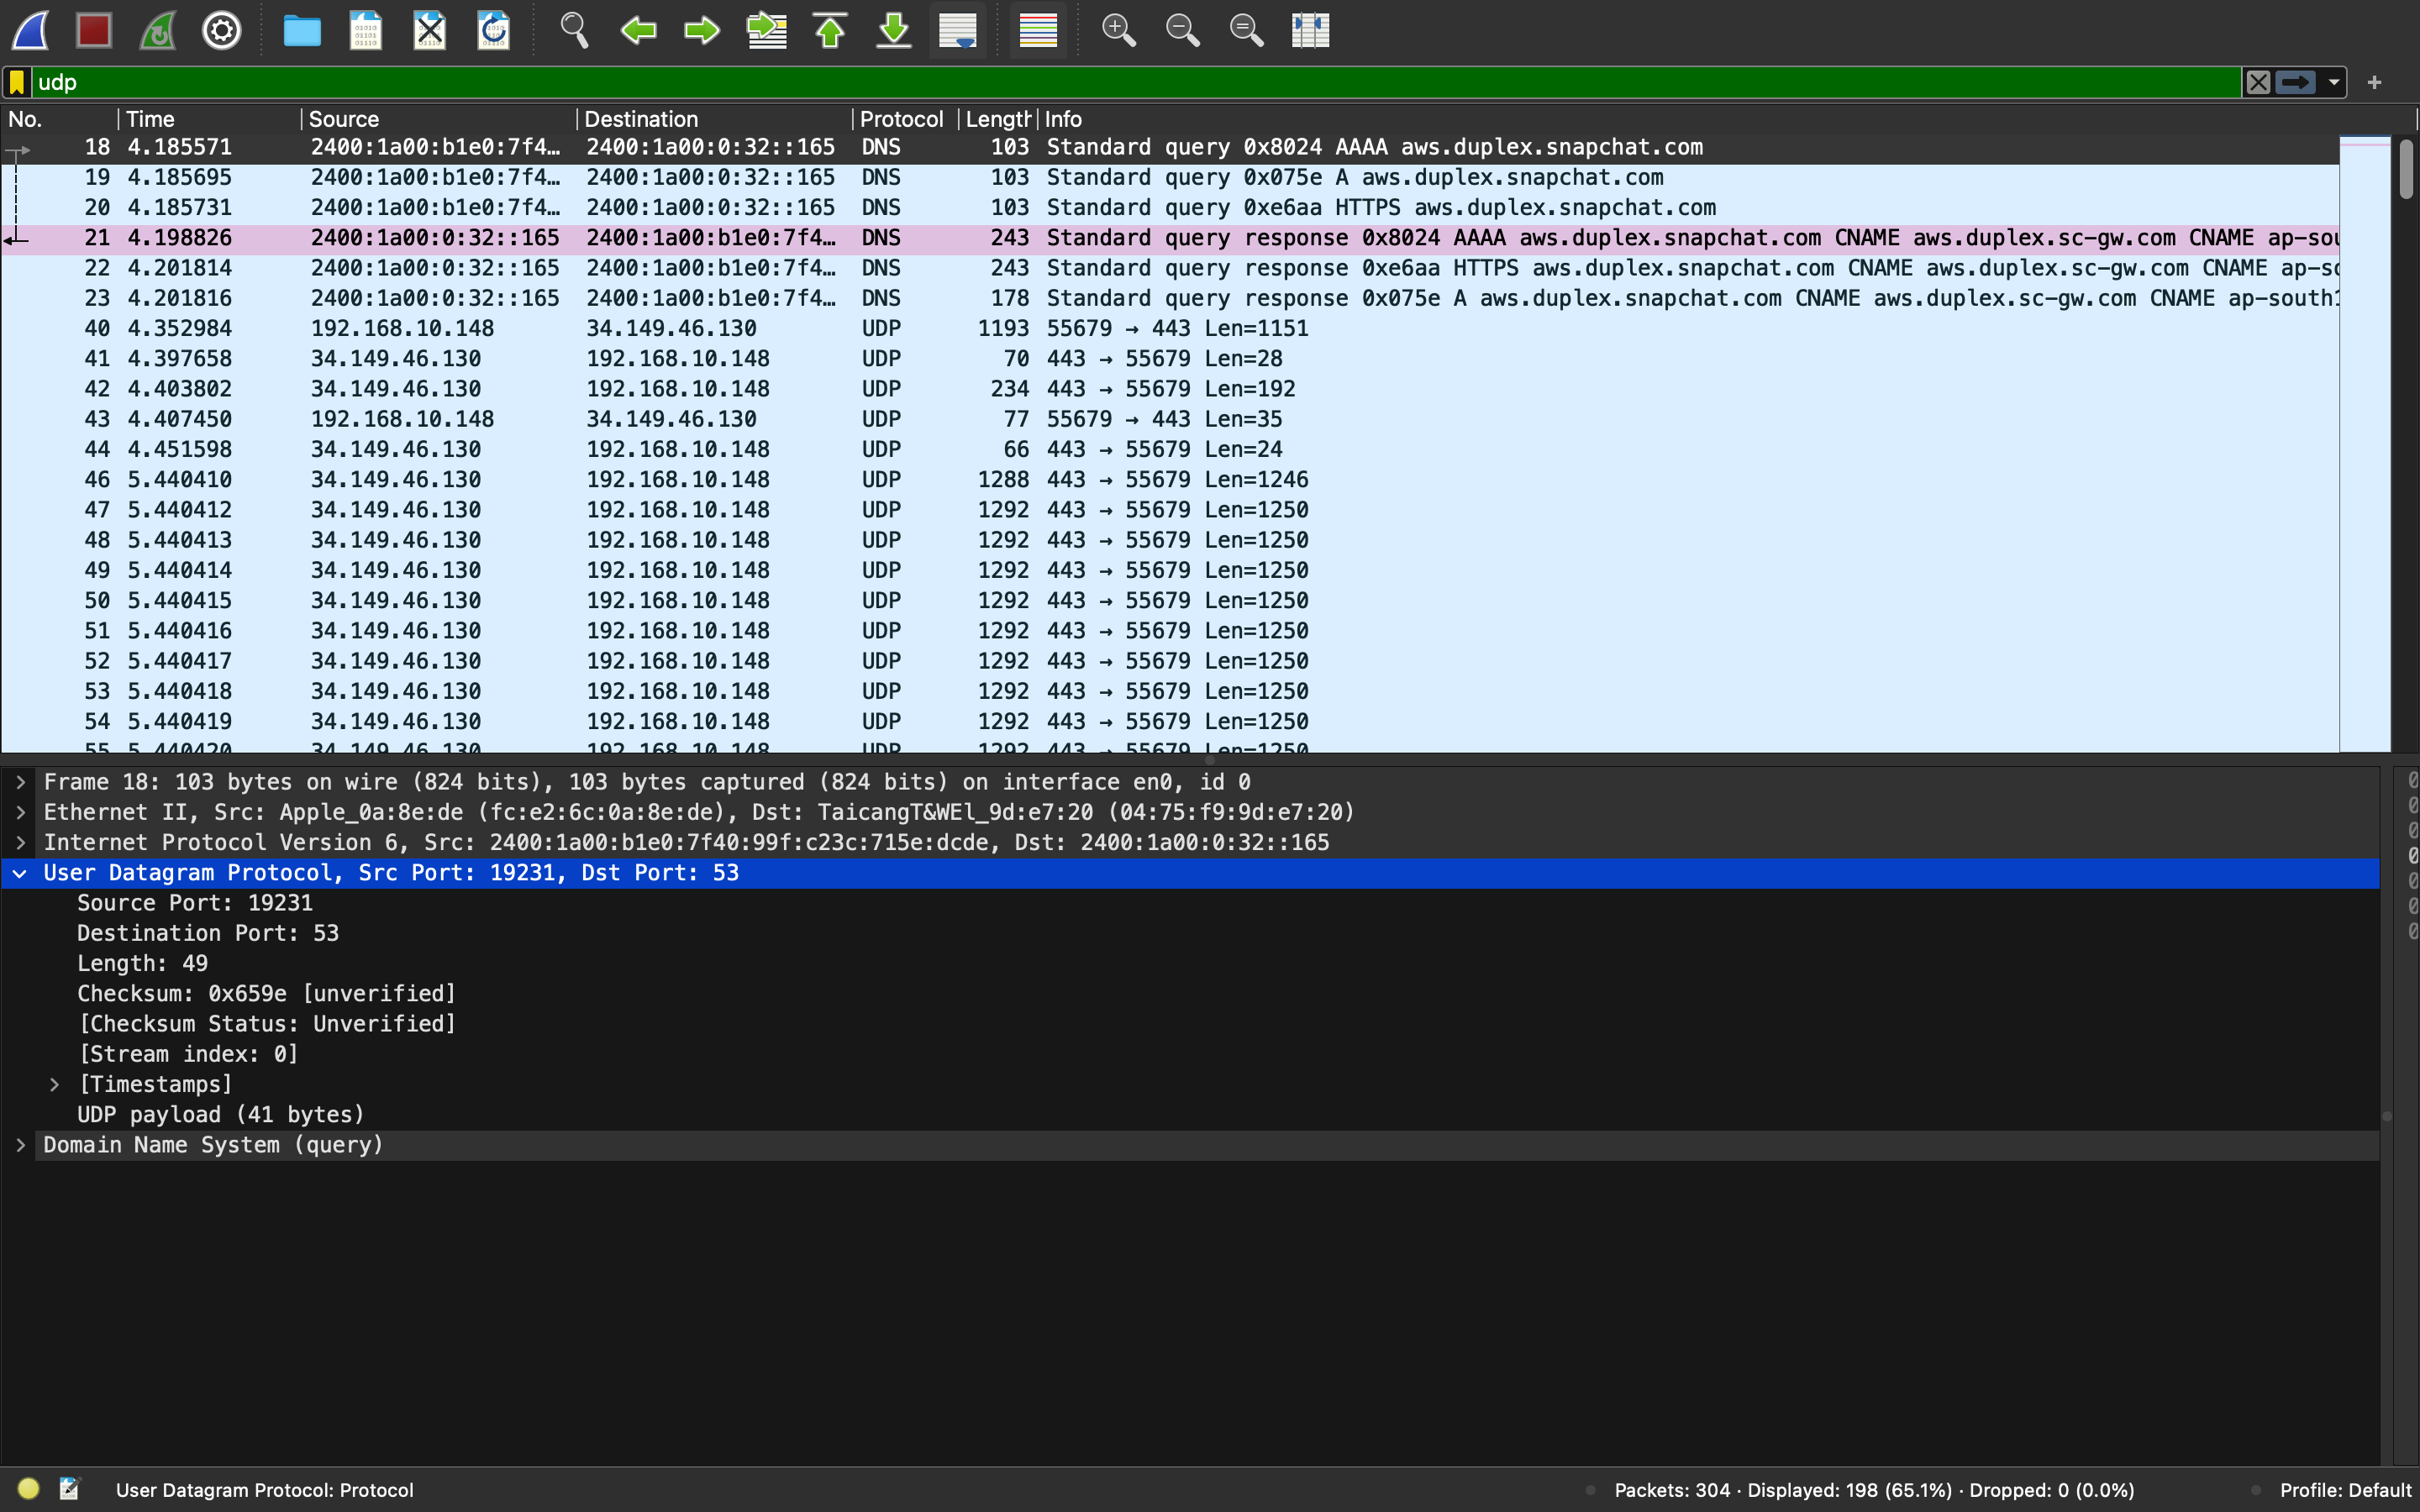 udp
No. Time Source Destination Protocol Length Info
18 4.185571 2400:1a00:b1e0:7f4… 2400:1a00:0:32::165 DNS 103 Standard query 0x8024 AAAA aws.duplex.snapchat.com
19 4.185695 2400:1a00:b1e0:7f4… 2400:1a00:0:32::165 DNS 103 Standard query 0x075e A aws.duplex.snapchat.com
20 4.185731 2400:1a00:b1e0:7f4… 2400:1a00:0:32::165 DNS 103 Standard query 0xe6aa HTTPS aws.duplex.snapchat.com
21 4.198826 2400:1a00:0:32::165 2400:1a00:b1e0:7f4… DNS 243 Standard query response 0x8024 AAAA aws.duplex.snapchat.com CNAME aws.duplex.sc-gw.com CNAME ap-sou
22 4.201814 2400:1a00:0:32::165 2400:1a00:b1e0:7f4… DNS 243 Standard query response 0xe6aa HTTPS aws.duplex.snapchat.com CNAME aws.duplex.sc-gw.com CNAME ap-so
23 4.201816 2400:1a00:0:32::165 2400:1a00:b1e0:7f4… DNS 178 Standard query response 0x075e A aws.duplex.snapchat.com CNAME aws.duplex.sc-gw.com CNAME ap-south1
40 4.352984 192.168.10.148 34.149.46.130 UDP 1193 55679 → 443 Len=1151
41 4.397658 34.149.46.130 192.168.10.148 UDP 70 443 → 55679 Len=28
42 4.403802 34.149.46.130 192.168.10.148 UDP 234 443 → 55679 Len=192
43 4.407450 192.168.10.148 34.149.46.130 UDP 77 55679 → 443 Len=35
44 4.451598 34.149.46.130 192.168.10.148 UDP 66 443 → 55679 Len=24
46 5.440410 34.149.46.130 192.168.10.148 UDP 1288 443 → 55679 Len=1246
47 5.440412 34.149.46.130 192.168.10.148 UDP 1292 443 → 55679 Len=1250
48 5.440413 34.149.46.130 192.168.10.148 UDP 1292 443 → 55679 Len=1250
49 5.440414 34.149.46.130 192.168.10.148 UDP 1292 443 → 55679 Len=1250
50 5.440415 34.149.46.130 192.168.10.148 UDP 1292 443 → 55679 Len=1250
51 5.440416 34.149.46.130 192.168.10.148 UDP 1292 443 → 55679 Len=1250
52 5.440417 34.149.46.130 192.168.10.148 UDP 1292 443 → 55679 Len=1250
53 5.440418 34.149.46.130 192.168.10.148 UDP 1292 443 → 55679 Len=1250
54 5.440419 34.149.46.130 192.168.10.148 UDP 1292 443 → 55679 Len=1250
55 5.440420 34.149.46.130 192.168.10.148 UDP 1292 443 → 55679 Len=1250
Frame 18: 103 bytes on wire (824 bits), 103 bytes captured (824 bits) on interface en0, id 0
Ethernet II, Src: Apple_0a:8e:de (fc:e2:6c:0a:8e:de), Dst: TaicangT&WEl_9d:e7:20 (04:75:f9:9d:e7:20)
Internet Protocol Version 6, Src: 2400:1a00:b1e0:7f40:99f:c23c:715e:dcde, Dst: 2400:1a00:0:32::165
User Datagram Protocol, Src Port: 19231, Dst Port: 53
Source Port: 19231
Destination Port: 53
Length: 49
Checksum: 0x659e [unverified]
[Checksum Status: Unverified]
[Stream index: 0]
[Timestamps]
UDP payload (41 bytes)
Domain Name System (query)
User Datagram Protocol: Protocol
Packets: 304 · Displayed: 198 (65.1%) · Dropped: 0 (0.0%)
Profile: Default